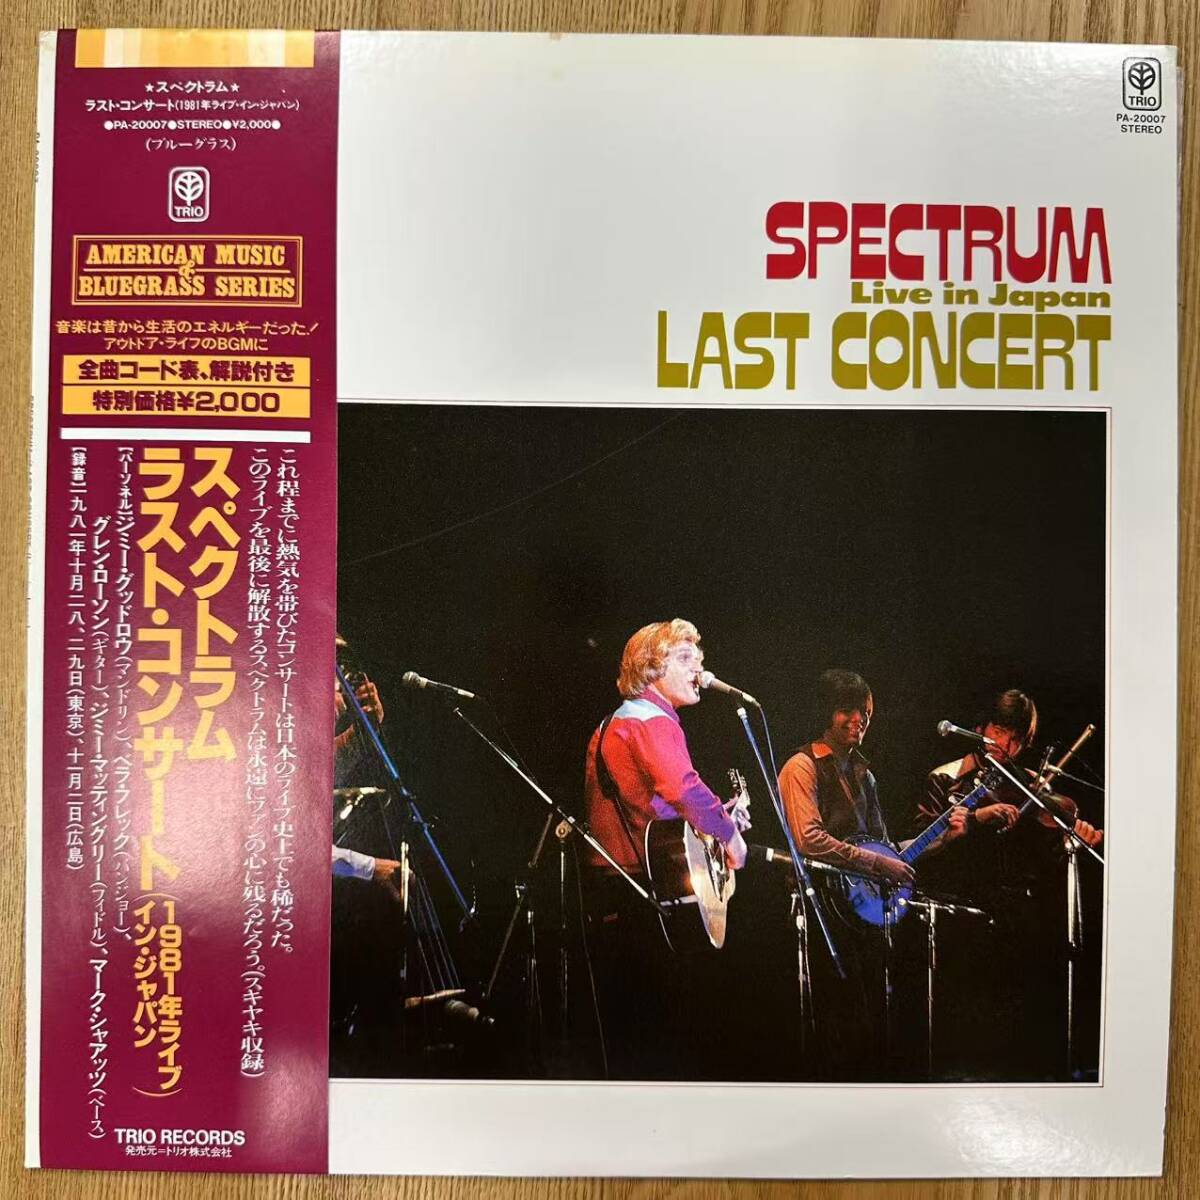 ★スペクトラム★
ラスト・コンサート(1981年ライブ・イン・ジャパン)
●PA-20007●STEREO●¥2,000●
(ブルーグラス)
TRIO
AMERICAN MUSIC
&
BLUEGRASS SERIES
音楽は昔から生活のエネルギーだった!
アウトドア・ライフのBGMに
全曲コード表、解説付き
特別価格¥2,000
これ程までに熱気を帯びたコンサートは日本のライブ史上でも稀だった。
このライブを最後に解散するスペクトラムは永遠にファンの心に残るだろう。(スキヤキ収録)
スペクトラム
ラスト・コンサート(1981年ライブ
イン・ジャパン)
[パーソネル]ジミー・グッドロウ(マンドリン)、ベラ・フレック(バンジョー)、
グレン・ローソン(ギター)、ジミー・マッティングリー(フィドル)、マーク・シャアッツ(ベース)
[録音]一九八一年十月二八、二九日(東京)、十一月二日(広島)
TRIO RECORDS
発売元=トリオ株式会社
TRIO
PA-20007
STEREO
SPECTRUM
Live in Japan
LAST CONCERT